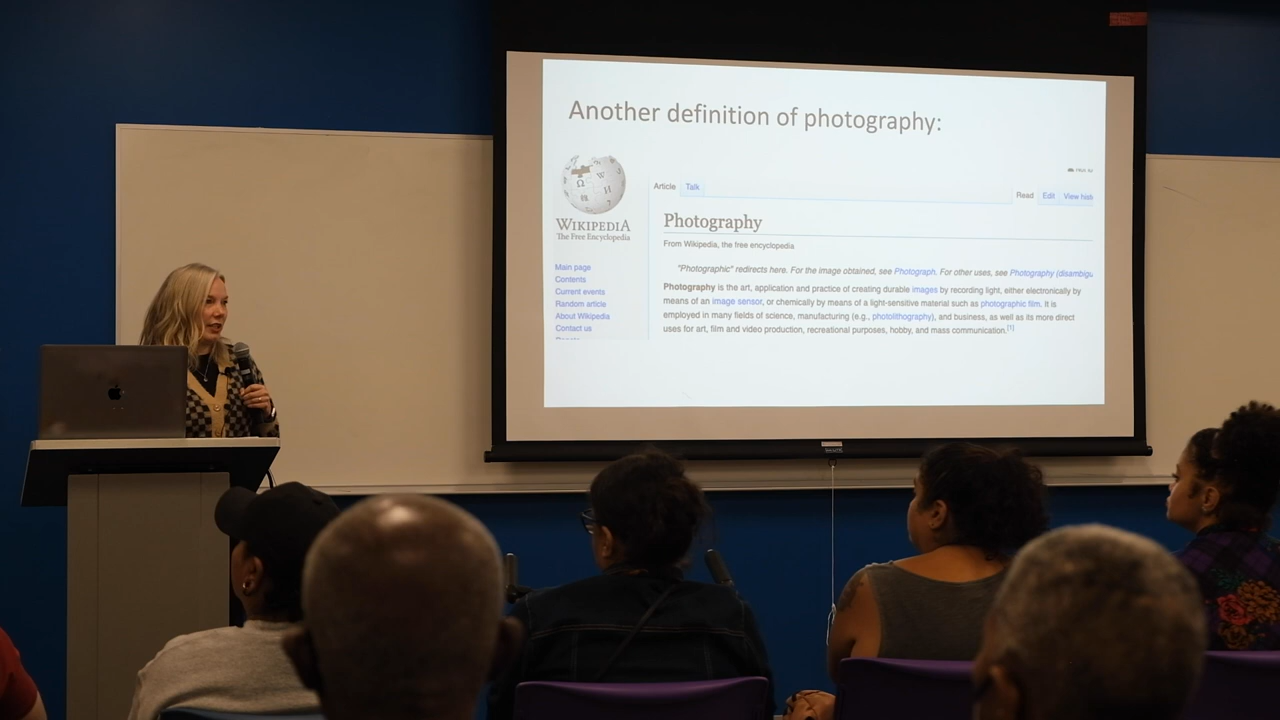 Another definition of photography:
WIKIPEDIA
The Free Encyclopedia
Main page
Contents
Current events
Random article
About Wikipedia
Contact us
Article Talk
Read Edit View hist
Photography
From Wikipedia, the free encyclopedia
"Photographic" redirects here. For the image obtained, see Photograph. For other uses, see Photography (disambigu
Photography is the art, application and practice of creating durable images by recording light, either electronically by
means of an image sensor, or chemically by means of a light-sensitive material such as photographic film. It is
employed in many fields of science, manufacturing (e.g., photolithography), and business, as well as its more direct
uses for art, film and video production, recreational purposes, hobby, and mass communication.[1]